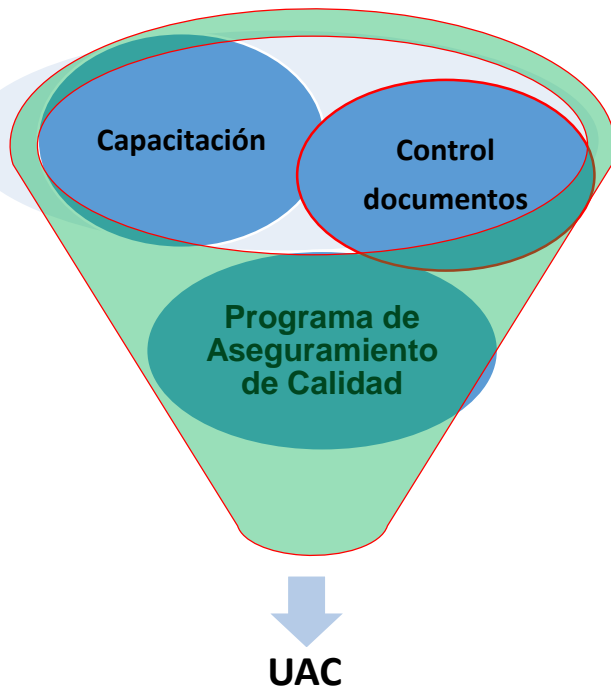 Capacitación
Control
documentos
Programa de
Aseguramiento
de Calidad
UAC